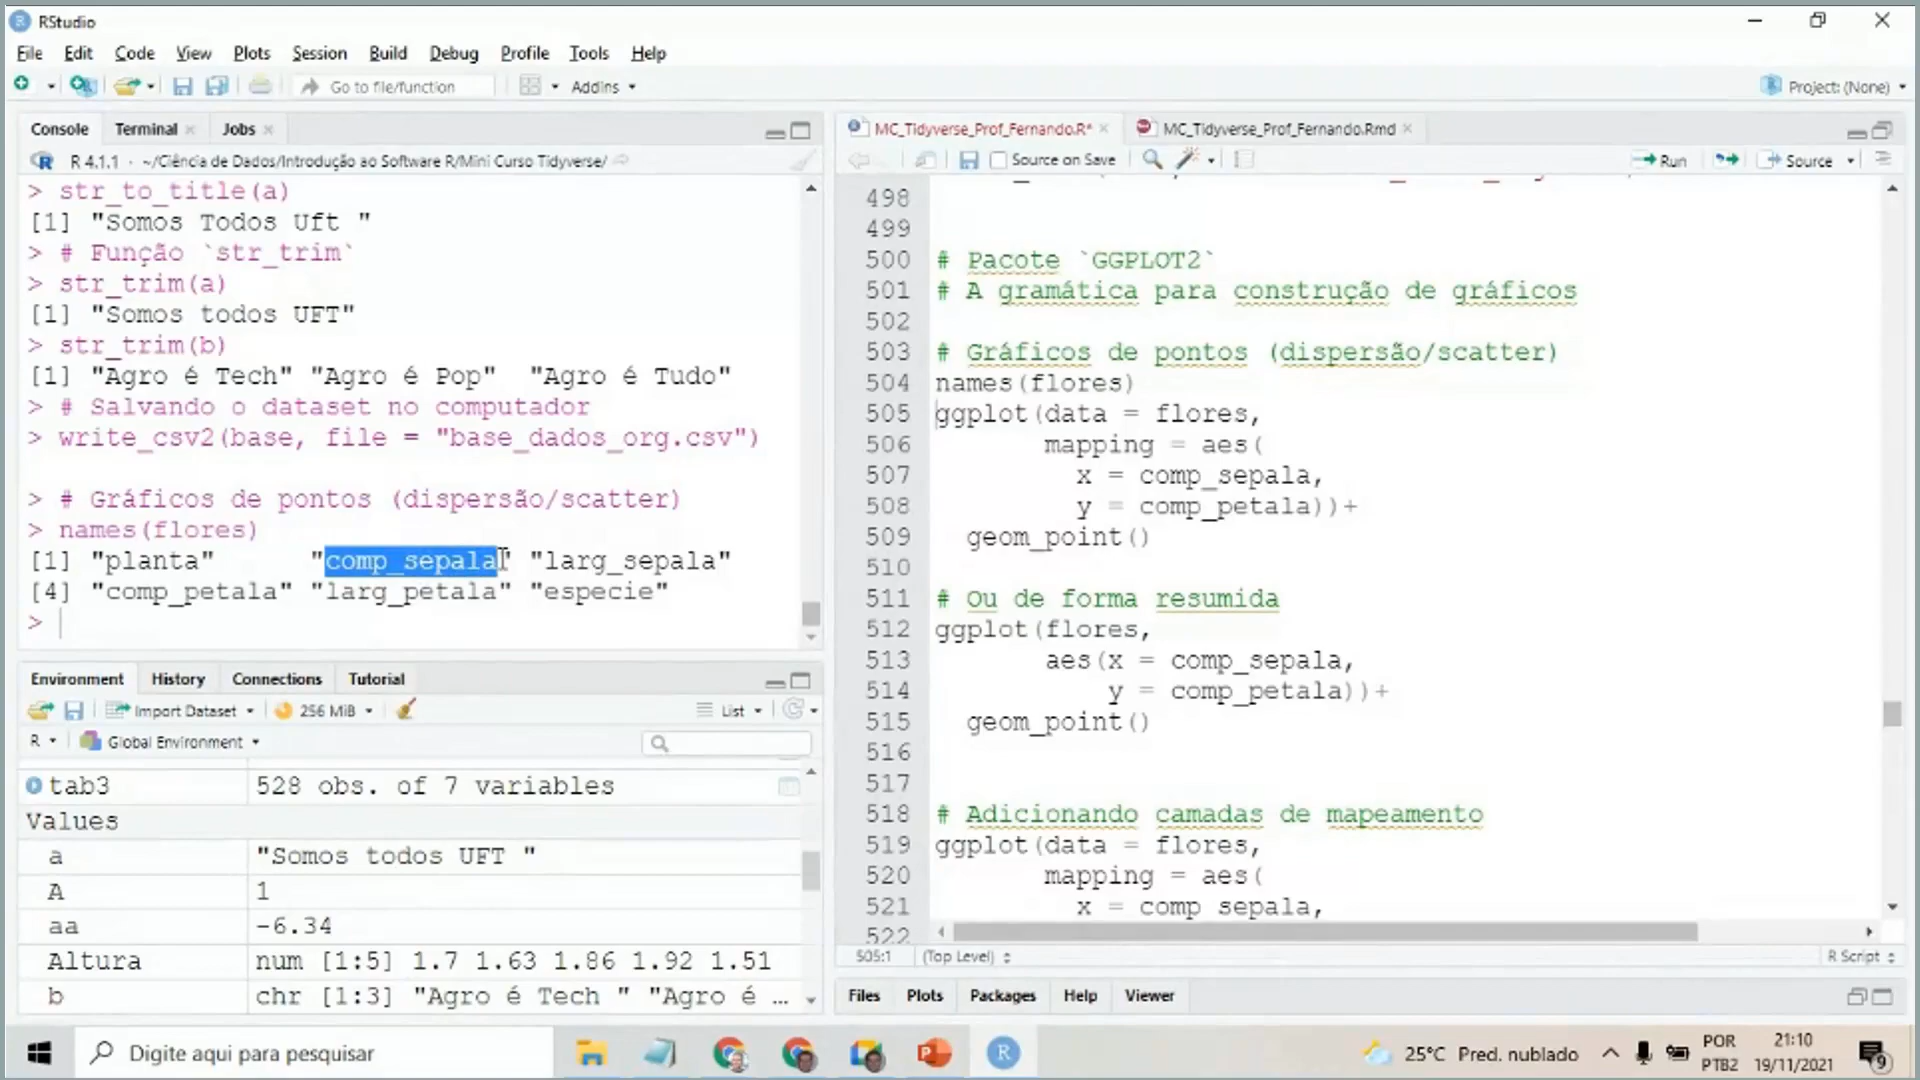 RStudio
File Edit Code View Plots Session Build Debug Profile Tools Help
Go to file/function Addins Project: (None)
Console Terminal Jobs
R 4.1.1 · ~/Ciência de Dados/Introdução ao Software R/Mini Curso Tidyverse/
> str_to_title(a)
[1] "Somos Todos Uft "
> # Função `str_trim`
> str_trim(a)
[1] "Somos todos UFT"
> str_trim(b)
[1] "Agro é Tech" "Agro é Pop"  "Agro é Tudo"
> # Salvando o dataset no computador
> write_csv2(base, file = "base_dados_org.csv")
> # Gráficos de pontos (dispersão/scatter)
> names(flores)
[1] "planta"      "comp_sepala" "larg_sepala"
[4] "comp_petala" "larg_petala" "especie"
>
Environment History Connections Tutorial
Import Dataset 256 MiB List
R Global Environment
tab3 528 obs. of 7 variables
Values
a "Somos todos UFT "
A 1
aa -6.34
Altura num [1:5] 1.7 1.63 1.86 1.92 1.51
b chr [1:3] "Agro é Tech " "Agro é ...
MC_Tidyverse_Prof_Fernando.R* MC_Tidyverse_Prof_Fernando.Rmd
Source on Save Run Source
498
499
500 # Pacote `GGPLOT2`
501 # A gramática para construção de gráficos
502
503 # Gráficos de pontos (dispersão/scatter)
504 names(flores)
505 ggplot(data = flores,
506        mapping = aes(
507          x = comp_sepala,
508          y = comp_petala))+
509   geom_point()
510
511 # Ou de forma resumida
512 ggplot(flores,
513        aes(x = comp_sepala,
514            y = comp_petala))+
515   geom_point()
516
517
518 # Adicionando camadas de mapeamento
519 ggplot(data = flores,
520        mapping = aes(
521          x = comp_sepala,
522
505:1 (Top Level) R Script
Files Plots Packages Help Viewer
Digite aqui para pesquisar
25°C Pred. nublado
POR
PTB2
21:10
19/11/2021
9